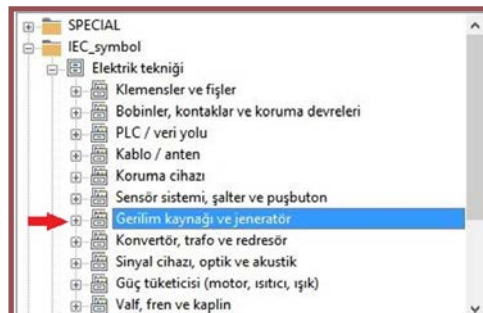 SPECIAL
IEC_symbol
Elektrik tekniği
Klemensler ve fişler
Bobinler, kontaklar ve koruma devreleri
PLC / veri yolu
Kablo / anten
Koruma cihazı
Sensör sistemi, şalter ve puşbuton
Gerilim kaynağı ve jeneratör
Konvertör, trafo ve redresör
Sinyal cihazı, optik ve akustik
Güç tüketicisi (motor, ısıtıcı, ışık)
Valf, fren ve kaplin